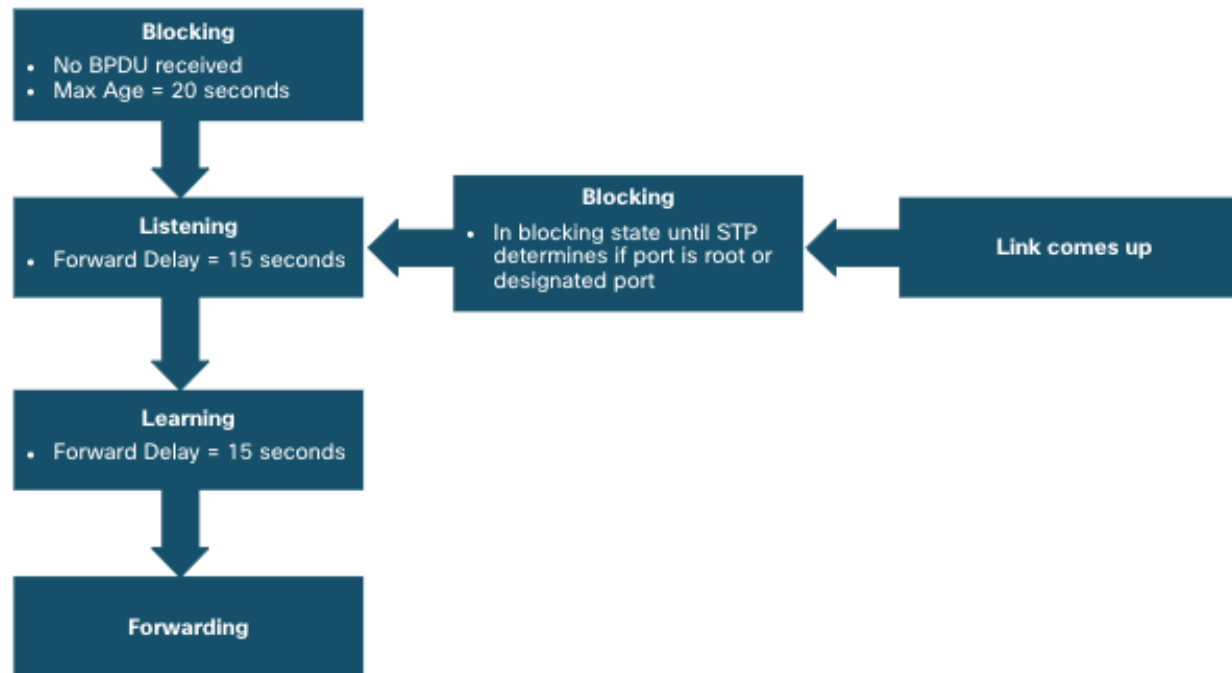 Blocking
• No BPDU received
• Max Age = 20 seconds
Listening
• Forward Delay = 15 seconds
Blocking
• In blocking state until STP
determines if port is root or
designated port
Link comes up
Learning
• Forward Delay = 15 seconds
Forwarding